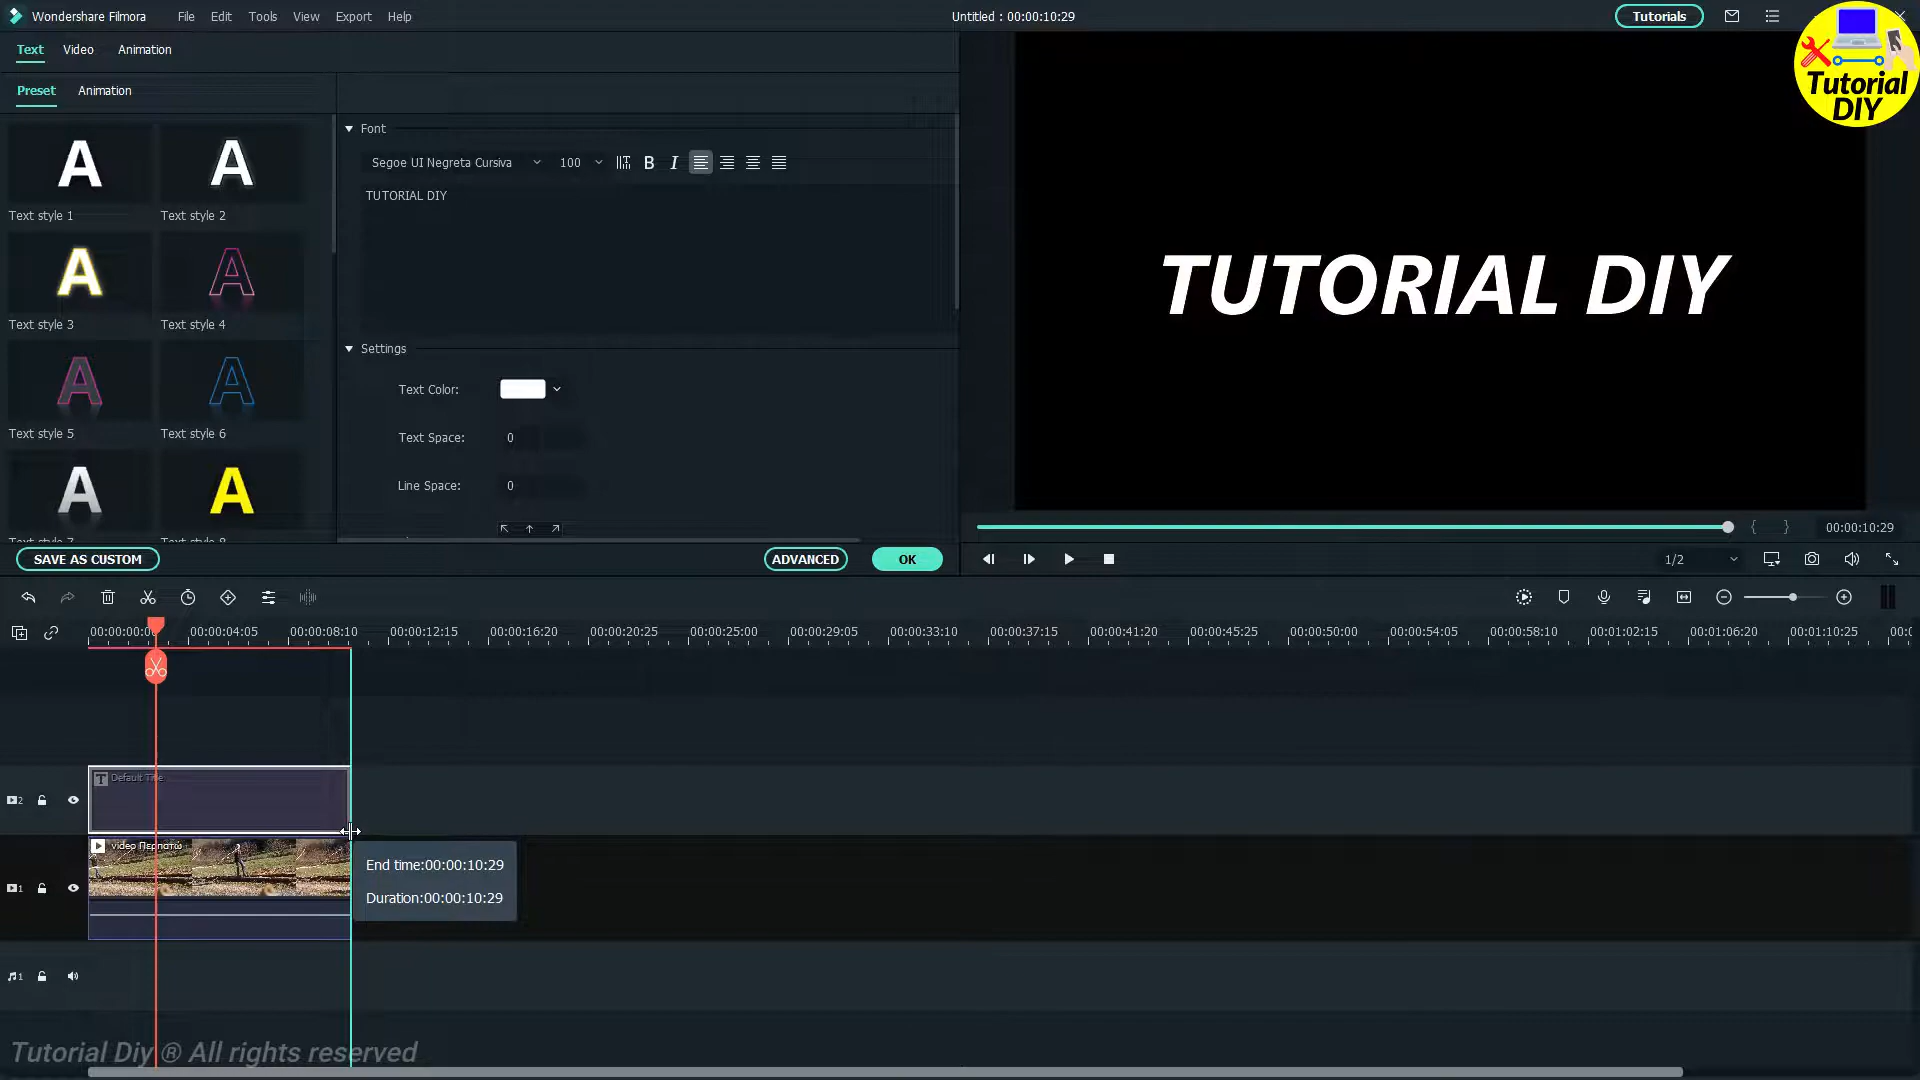 Wondershare Filmora File Edit Tools View Export Help Untitled : 00:00:10:29 Tutorials
Tutorial
DIY
Text Video Animation
Preset Animation
Font
Segoe UI Negreta Cursiva 100 B I
TUTORIAL DIY
A A
Text style 1 Text style 2
A A
Text style 3 Text style 4
A A
Text style 5 Text style 6
A A
Settings
Text Color:
Text Space: 0
Line Space: 0
TUTORIAL DIY
00:00:10:29
SAVE AS CUSTOM ADVANCED OK
1/2
00:00:04:05 00:00:08:10 00:00:12:15 00:00:16:20 00:00:20:25 00:00:25:00 00:00:29:05 00:00:33:10 00:00:37:15 00:00:41:20 00:00:45:25 00:00:50:00 00:00:54:05 00:00:58:10 00:01:02:15 00:01:06:20 00:01:10:25
T Default Title
2
video Περπατώ
1
End time:00:00:10:29
Duration:00:00:10:29
1
Tutorial Diy ® All rights reserved